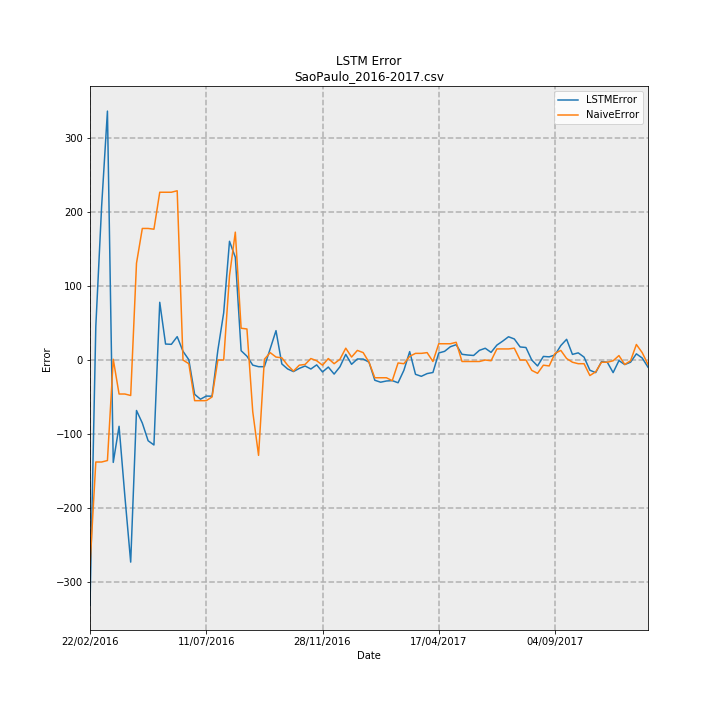 LSTM Error
SaoPaulo_2016-2017.csv
LSTMError
NaiveError
300
200
100
0
−100
−200
−300
Error
22/02/2016
11/07/2016
28/11/2016
17/04/2017
04/09/2017
Date